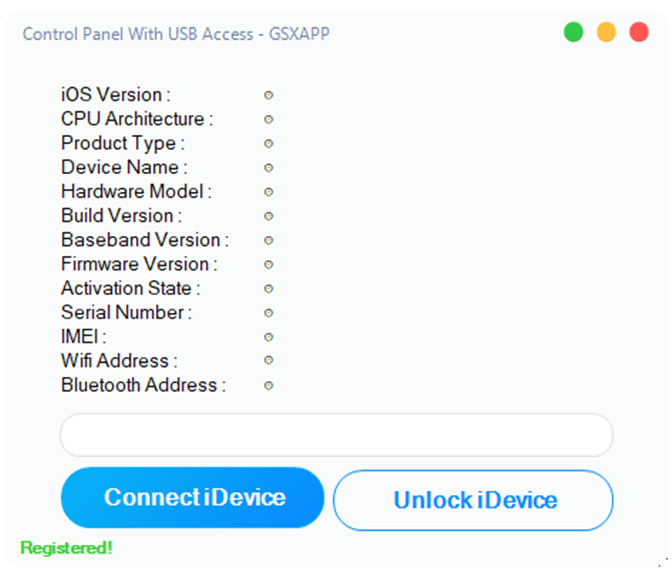 Control Panel With USB Access - GSXAPP
iOS Version :
CPU Architecture :
Product Type :
Device Name :
Hardware Model :
Build Version :
Baseband Version :
Firmware Version :
Activation State :
Serial Number :
IMEI :
Wifi Address :
Bluetooth Address :
Connect iDevice
Unlock iDevice
Registered!